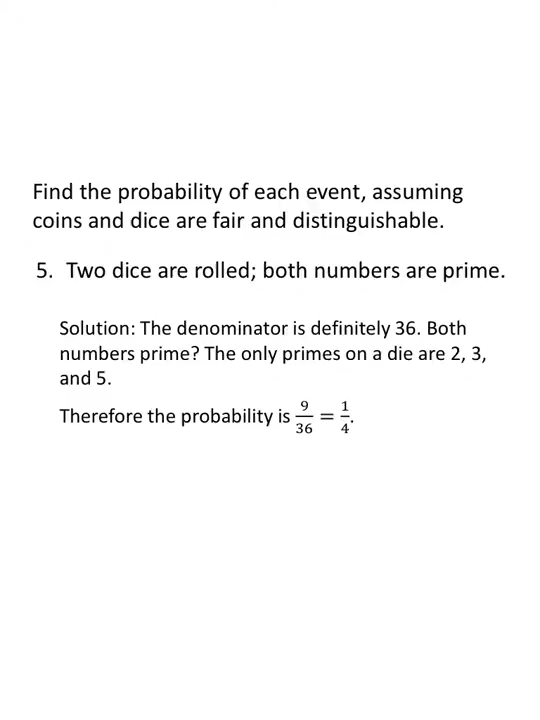 Find the probability of each event, assuming
coins and dice are fair and distinguishable.
5. Two dice are rolled; both numbers are prime.
Solution: The denominator is definitely 36. Both
numbers prime? The only primes on a die are 2, 3,
and 5.
Therefore the probability is 9/36 = 1/4.